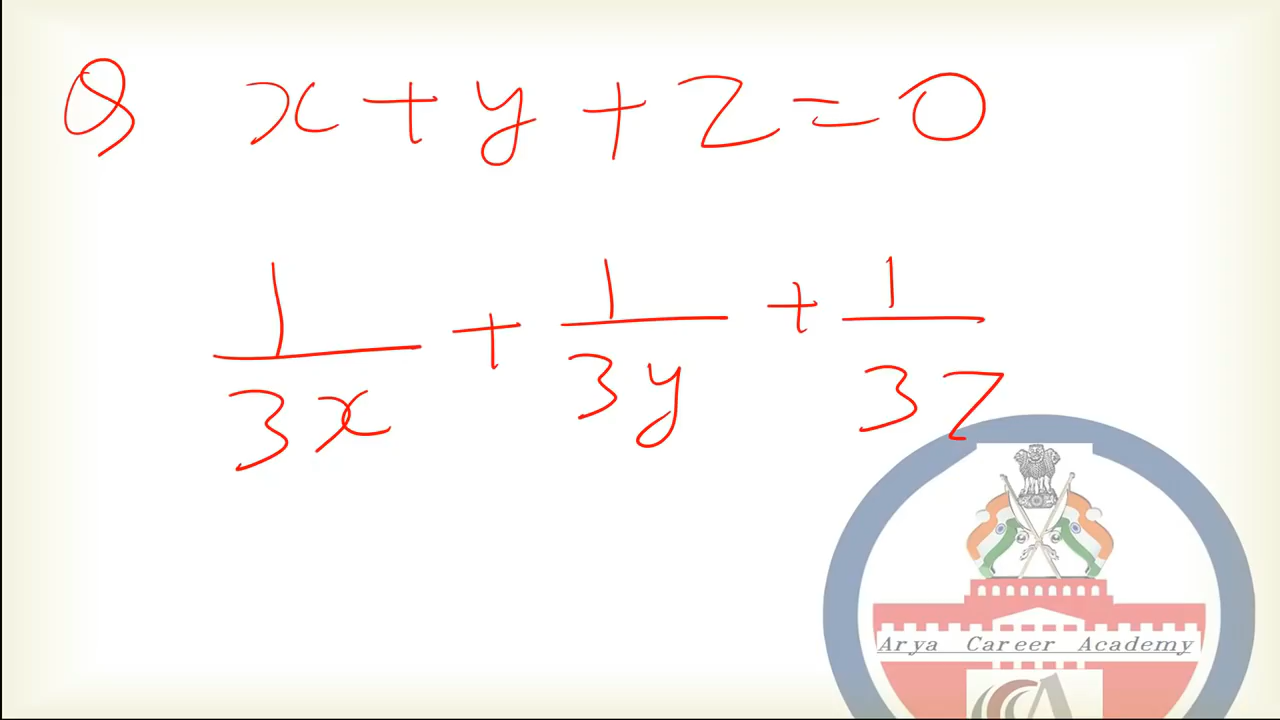 Q x + y + z = 0
1/3x + 1/3y + 1/3z
Arya Career Academy